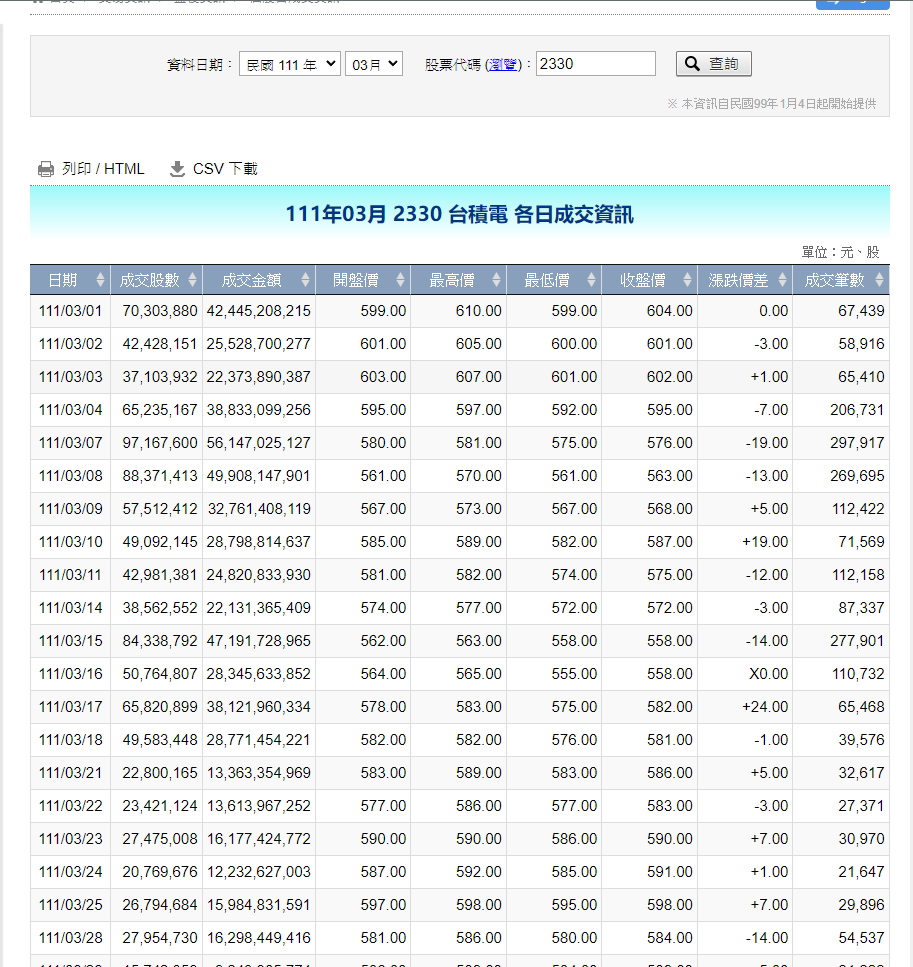 資料日期： 民國 111 年 03月 股票代碼 (瀏覽)： 2330 查詢
※ 本資訊自民國99年1月4日起開始提供
列印 / HTML CSV 下載
111年03月 2330 台積電 各日成交資訊
單位：元、股
日期 成交股數 成交金額 開盤價 最高價 最低價 收盤價 漲跌價差 成交筆數
111/03/01 70,303,880 42,445,208,215 599.00 610.00 599.00 604.00 0.00 67,439
111/03/02 42,428,151 25,528,700,277 601.00 605.00 600.00 601.00 -3.00 58,916
111/03/03 37,103,932 22,373,890,387 603.00 607.00 601.00 602.00 +1.00 65,410
111/03/04 65,235,167 38,833,099,256 595.00 597.00 592.00 595.00 -7.00 206,731
111/03/07 97,167,600 56,147,025,127 580.00 581.00 575.00 576.00 -19.00 297,917
111/03/08 88,371,413 49,908,147,901 561.00 570.00 561.00 563.00 -13.00 269,695
111/03/09 57,512,412 32,761,408,119 567.00 573.00 567.00 568.00 +5.00 112,422
111/03/10 49,092,145 28,798,814,637 585.00 589.00 582.00 587.00 +19.00 71,569
111/03/11 42,981,381 24,820,833,930 581.00 582.00 574.00 575.00 -12.00 112,158
111/03/14 38,562,552 22,131,365,409 574.00 577.00 572.00 572.00 -3.00 87,337
111/03/15 84,338,792 47,191,728,965 562.00 563.00 558.00 558.00 -14.00 277,901
111/03/16 50,764,807 28,345,633,852 564.00 565.00 555.00 558.00 X0.00 110,732
111/03/17 65,820,899 38,121,960,334 578.00 583.00 575.00 582.00 +24.00 65,468
111/03/18 49,583,448 28,771,454,221 582.00 582.00 576.00 581.00 -1.00 39,576
111/03/21 22,800,165 13,363,354,969 583.00 589.00 583.00 586.00 +5.00 32,617
111/03/22 23,421,124 13,613,967,252 577.00 586.00 577.00 583.00 -3.00 27,371
111/03/23 27,475,008 16,177,424,772 590.00 590.00 586.00 590.00 +7.00 30,970
111/03/24 20,769,676 12,232,627,003 587.00 592.00 585.00 591.00 +1.00 21,647
111/03/25 26,794,684 15,984,831,591 597.00 598.00 595.00 598.00 +7.00 29,896
111/03/28 27,954,730 16,298,449,416 581.00 586.00 580.00 584.00 -14.00 54,537